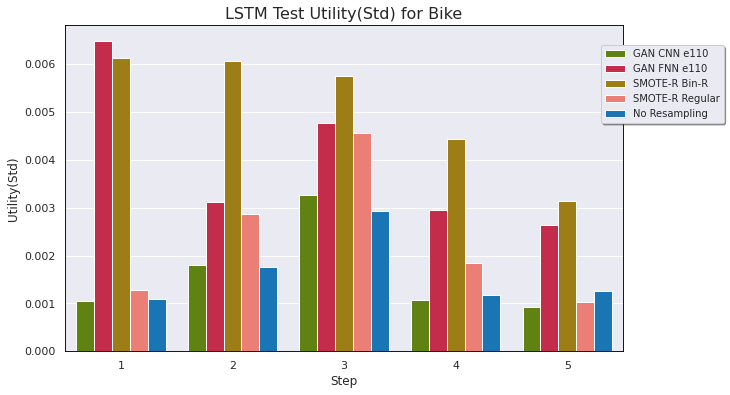 LSTM Test Utility(Std) for Bike
GAN CNN e110
GAN FNN e110
SMOTE-R Bin-R
SMOTE-R Regular
No Resampling
Utility(Std)
0.006
0.005
0.004
0.003
0.002
0.001
0.000
1 2 3 4 5
Step